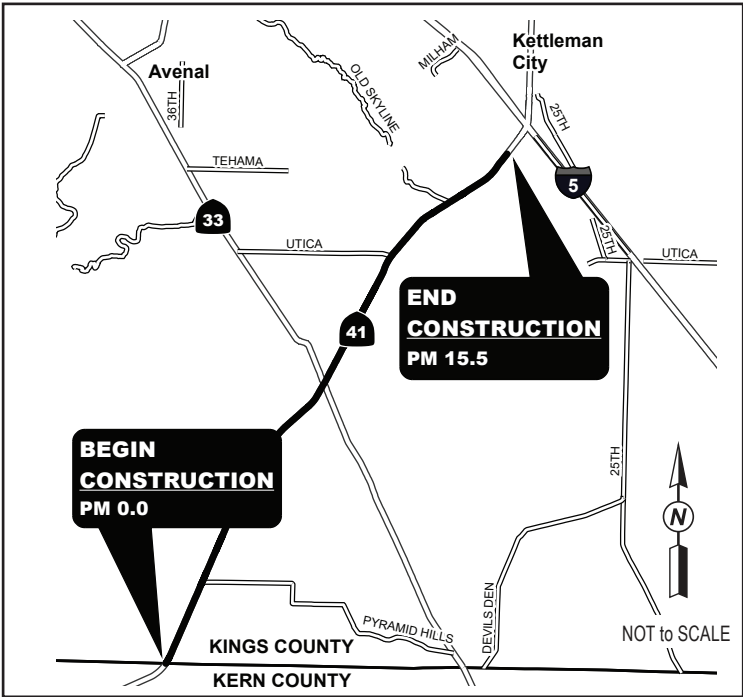 Kettleman
City
MILHAM
Avenal
OLD SKYLINE
36TH
25TH
TEHAMA
5
33
25TH
UTICA
UTICA
END
CONSTRUCTION
PM 15.5
41
BEGIN
CONSTRUCTION
PM 0.0
25TH
N
DEVILS DEN
PYRAMID HILLS
NOT to SCALE
KINGS COUNTY
KERN COUNTY